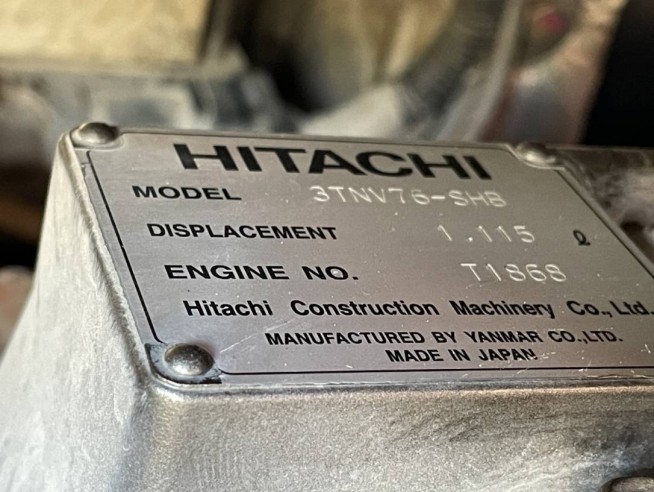 HITACHI
MODEL 3TNV76-SHB
DISPLACEMENT 1.115 ℓ
ENGINE NO. T1868
Hitachi Construction Machinery Co., Ltd.
MANUFACTURED BY YANMAR CO.,LTD.
MADE IN JAPAN